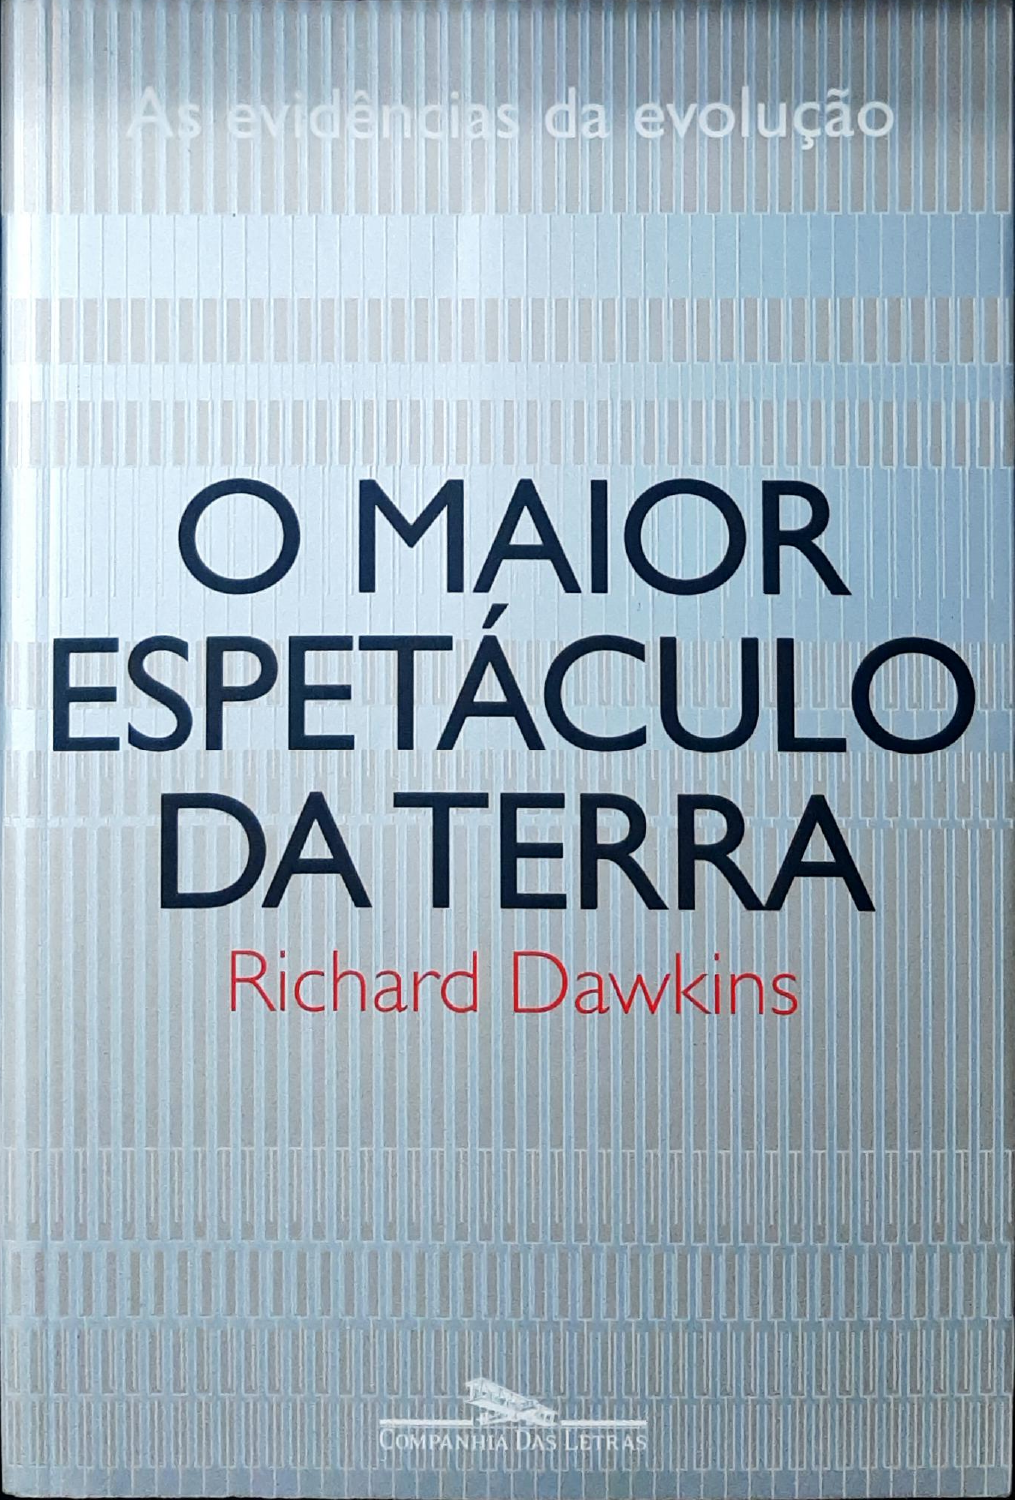 As evidências da evolução
O MAIOR
ESPETÁCULO
DA TERRA
Richard Dawkins
COMPANHIA DAS LETRAS